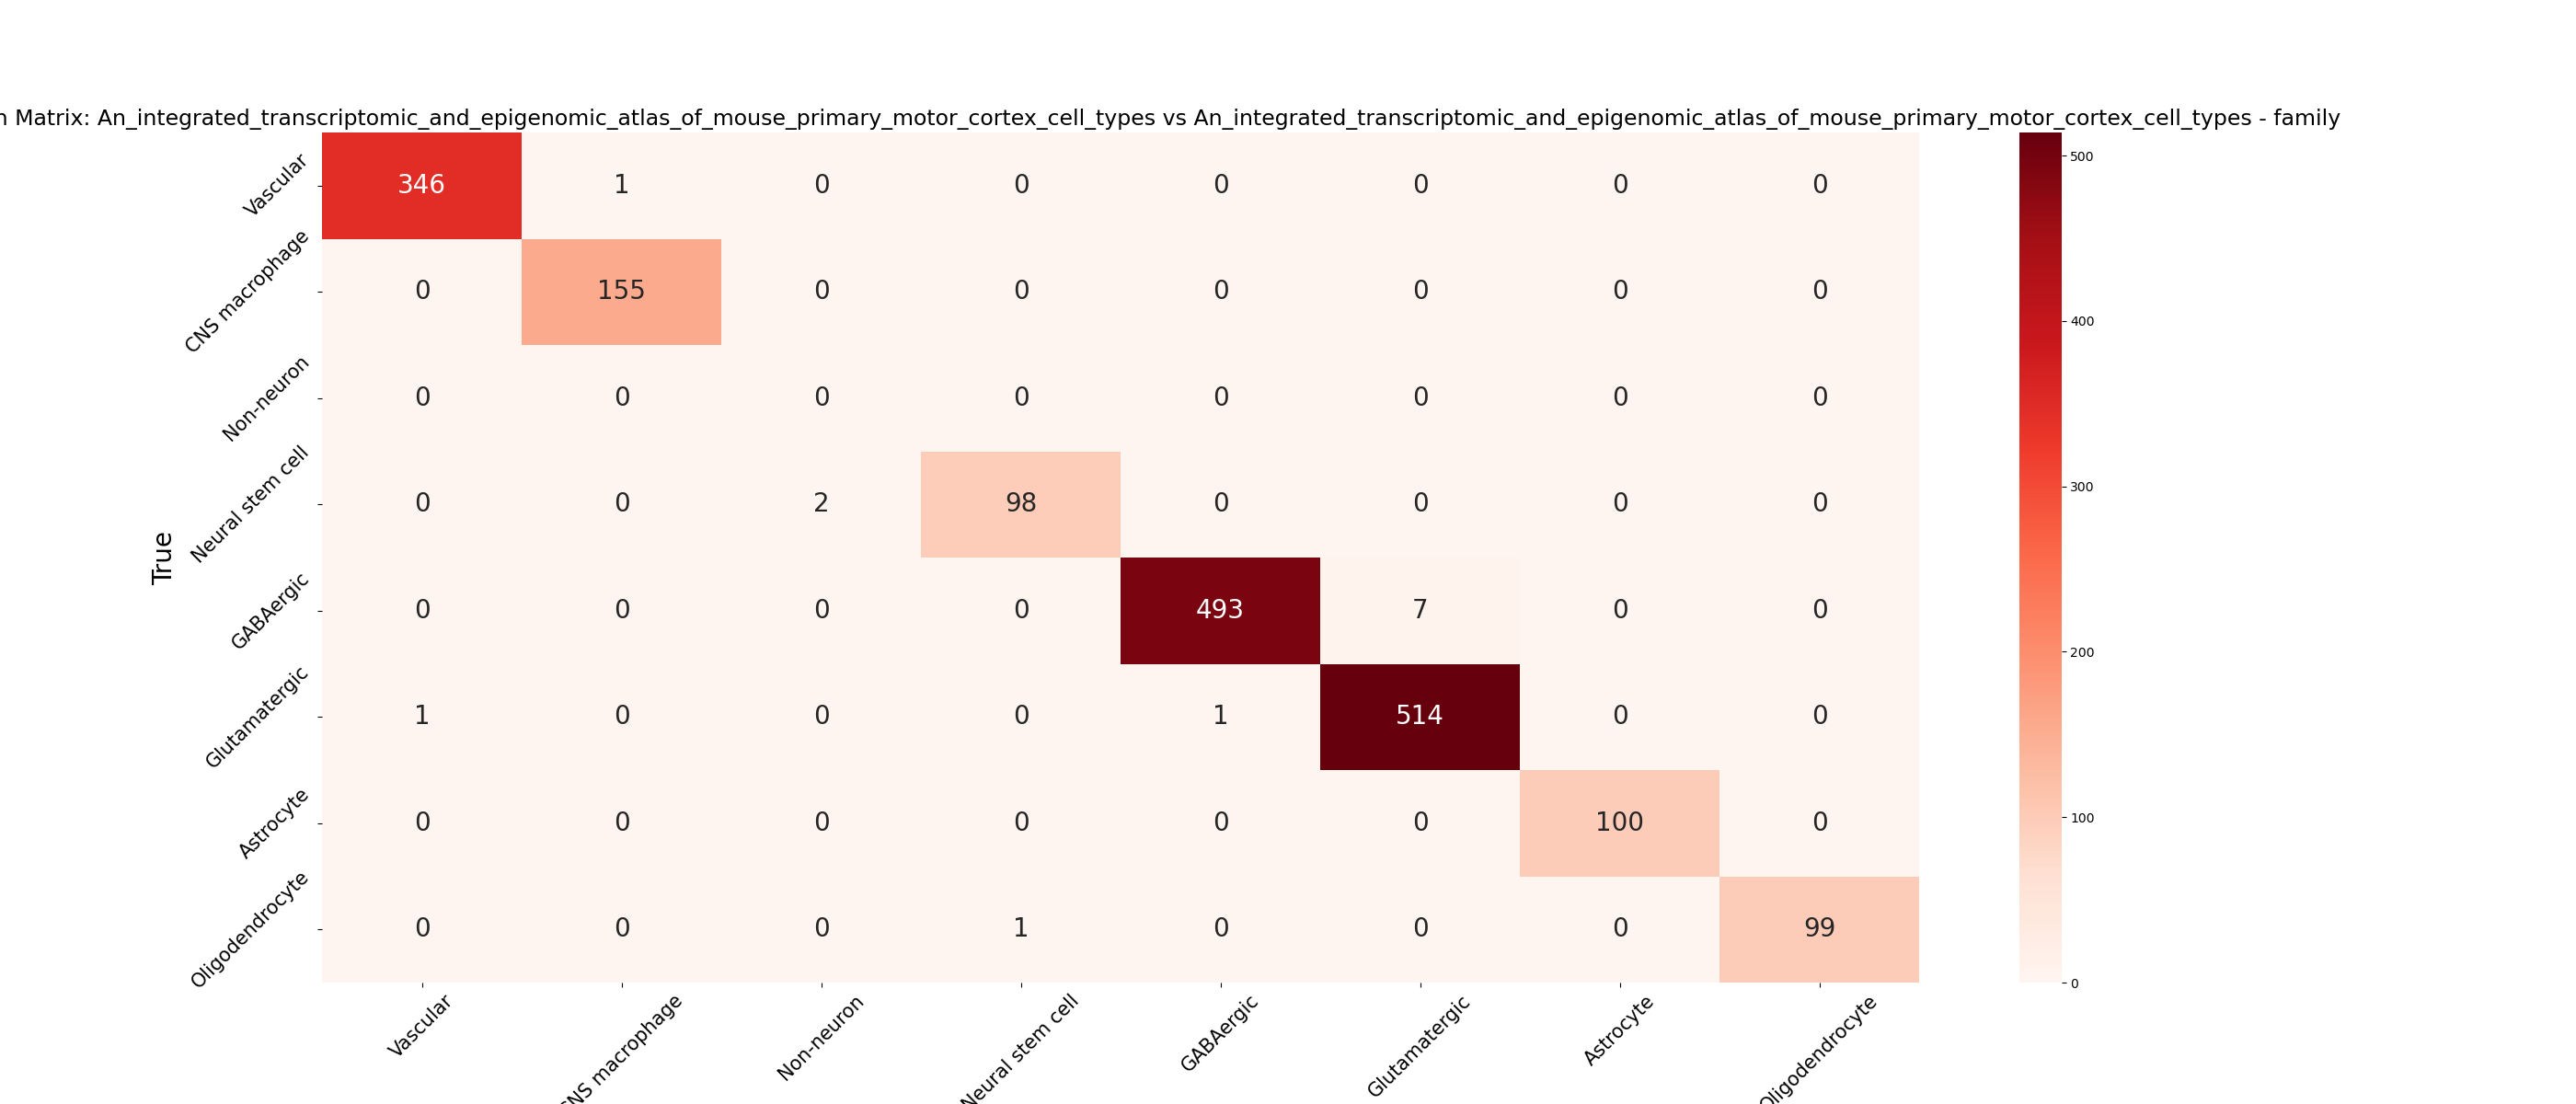 n Matrix: An_integrated_transcriptomic_and_epigenomic_atlas_of_mouse_primary_motor_cortex_cell_types vs An_integrated_transcriptomic_and_epigenomic_atlas_of_mouse_primary_motor_cortex_cell_types - family
True
Vascular 346 1 0 0 0 0 0 0
CNS macrophage 0 155 0 0 0 0 0 0
Non-neuron 0 0 0 0 0 0 0 0
Neural stem cell 0 0 2 98 0 0 0 0
GABAergic 0 0 0 0 493 7 0 0
Glutamatergic 1 0 0 0 1 514 0 0
Astrocyte 0 0 0 0 0 0 100 0
Oligodendrocyte 0 0 0 1 0 0 0 99
Vascular CNS macrophage Non-neuron Neural stem cell GABAergic Glutamatergic Astrocyte Oligodendrocyte
500
400
300
200
100
0